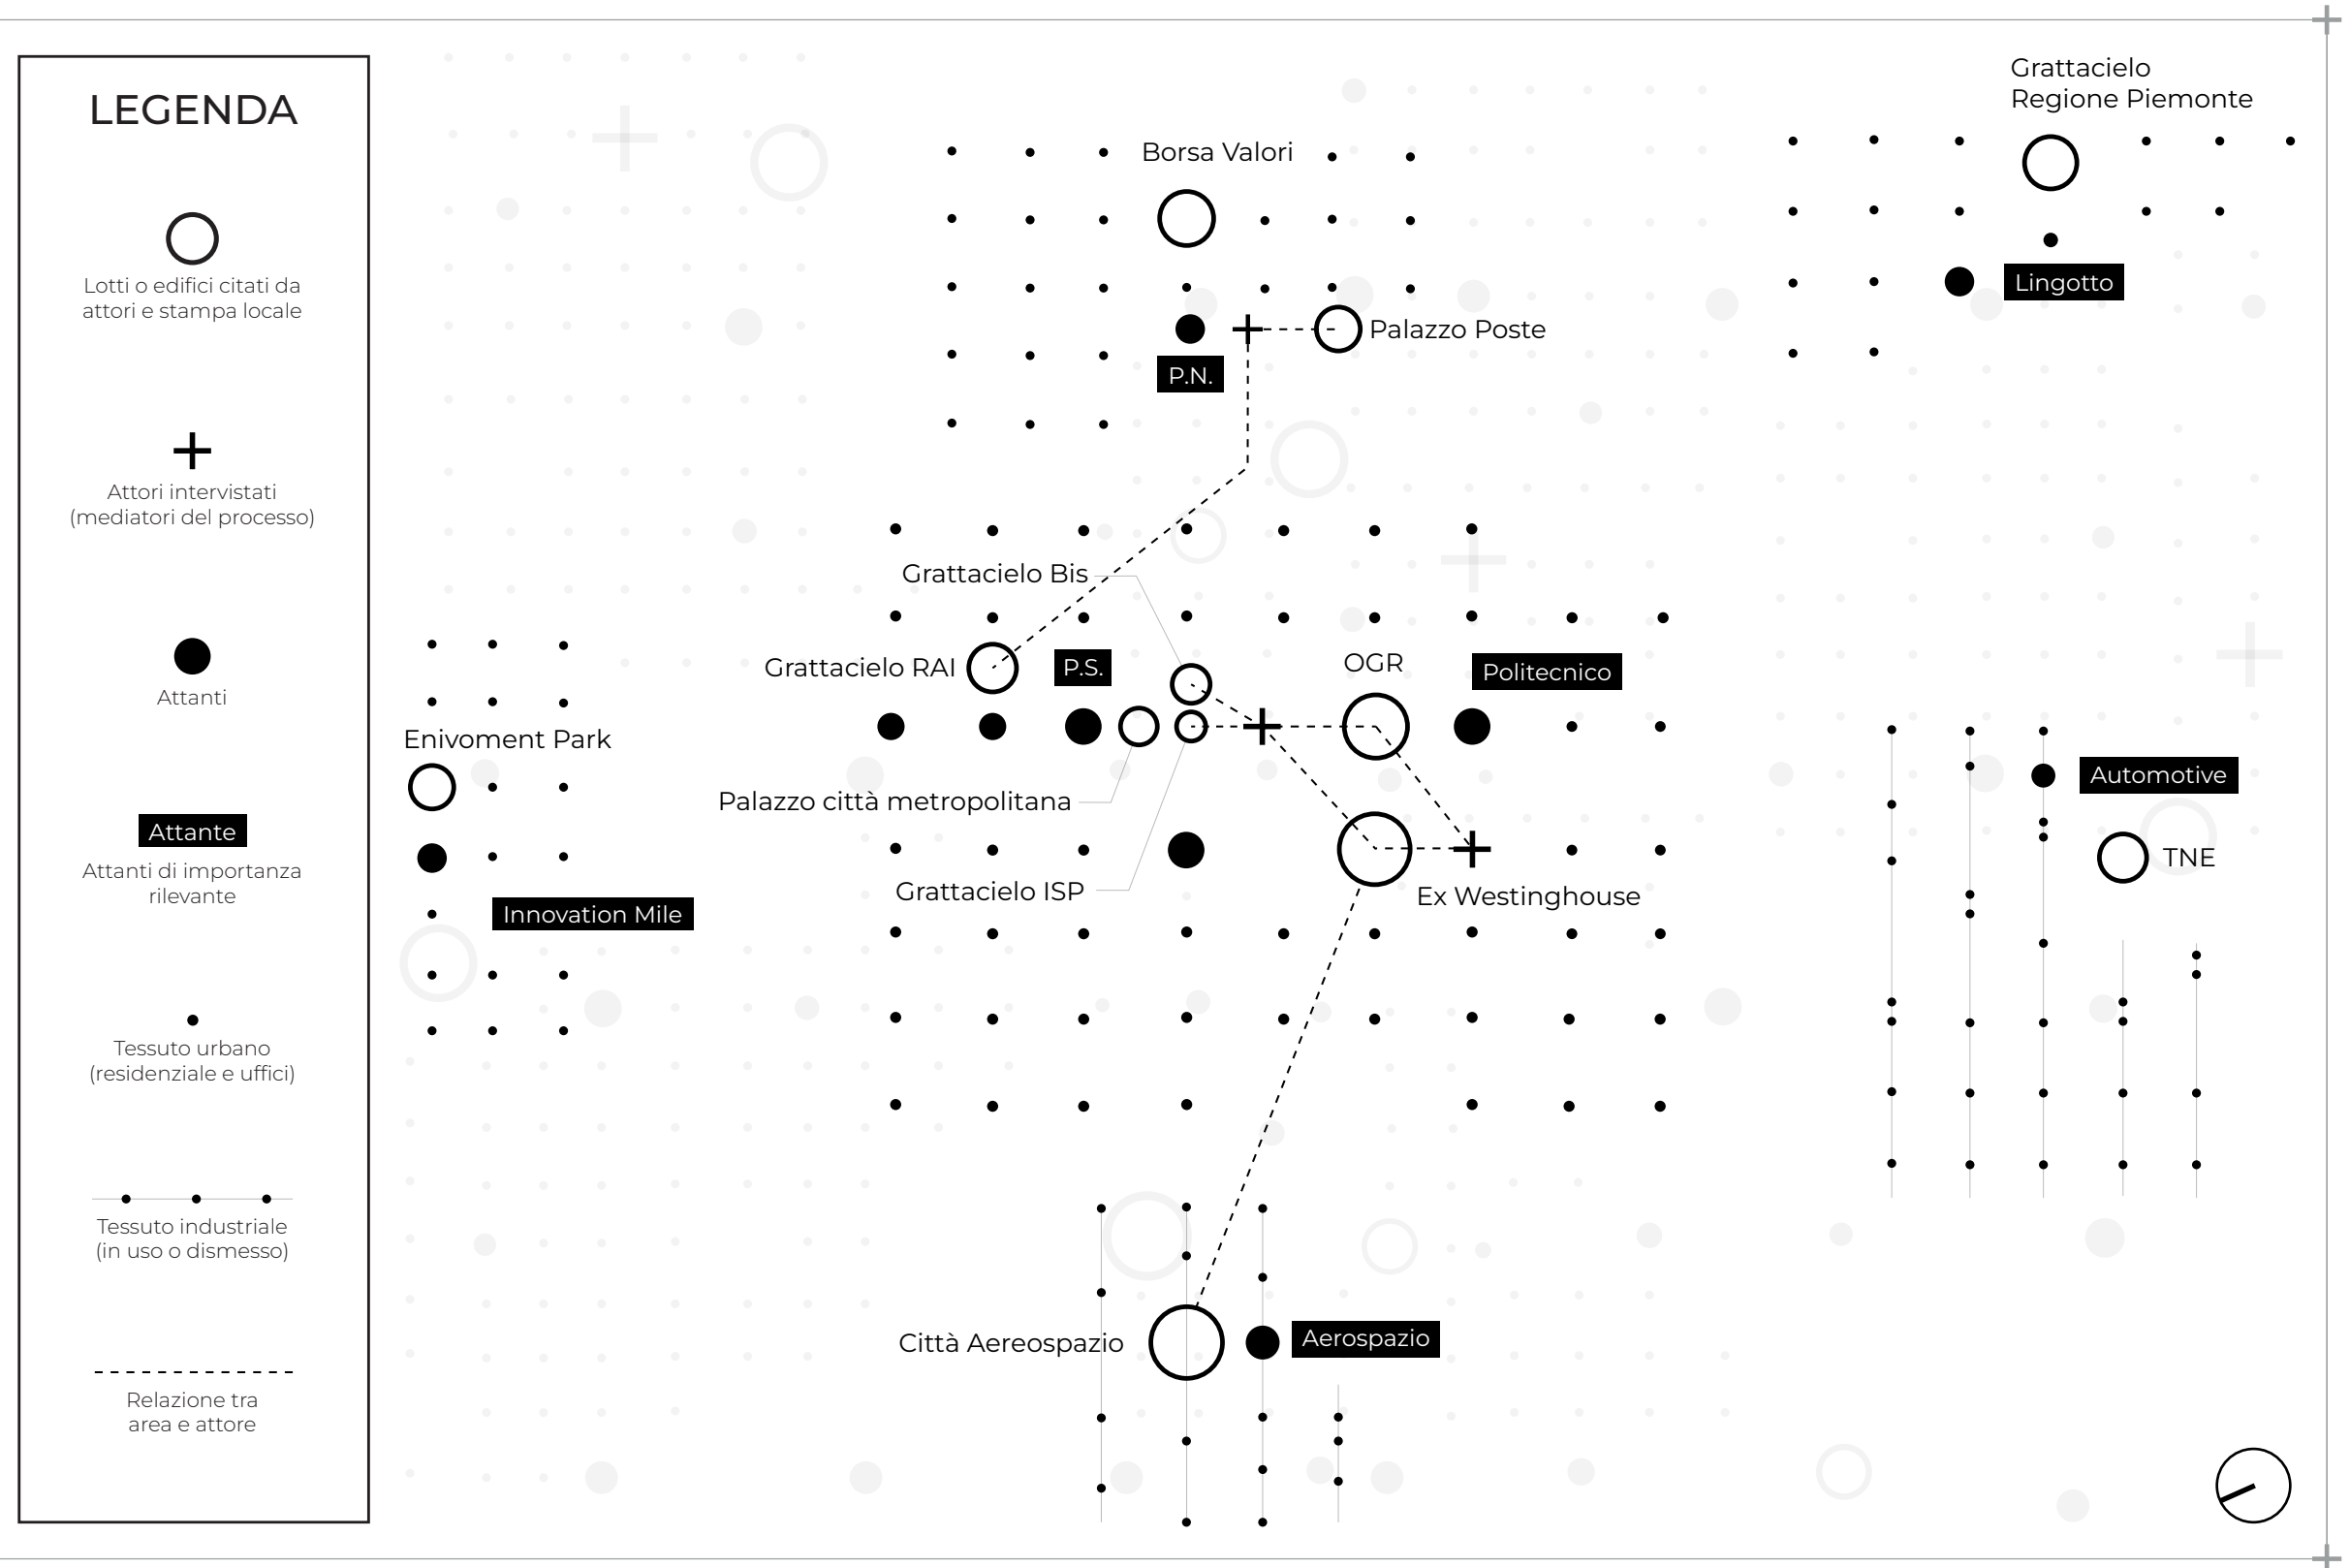 LEGENDA
Lotti o edifici citati da
attori e stampa locale
Attori intervistati
(mediatori del processo)
Attanti
Attante
Attanti di importanza
rilevante
Tessuto urbano
(residenziale e uffici)
Tessuto industriale
(in uso o dismesso)
Relazione tra
area e attore
Grattacielo
Regione Piemonte
Borsa Valori
Lingotto
Palazzo Poste
P.N.
Grattacielo Bis
Grattacielo RAI
P.S.
OGR
Politecnico
Enivoment Park
Automotive
Palazzo città metropolitana
TNE
Grattacielo ISP
Ex Westinghouse
Innovation Mile
Città Aereospazio
Aerospazio